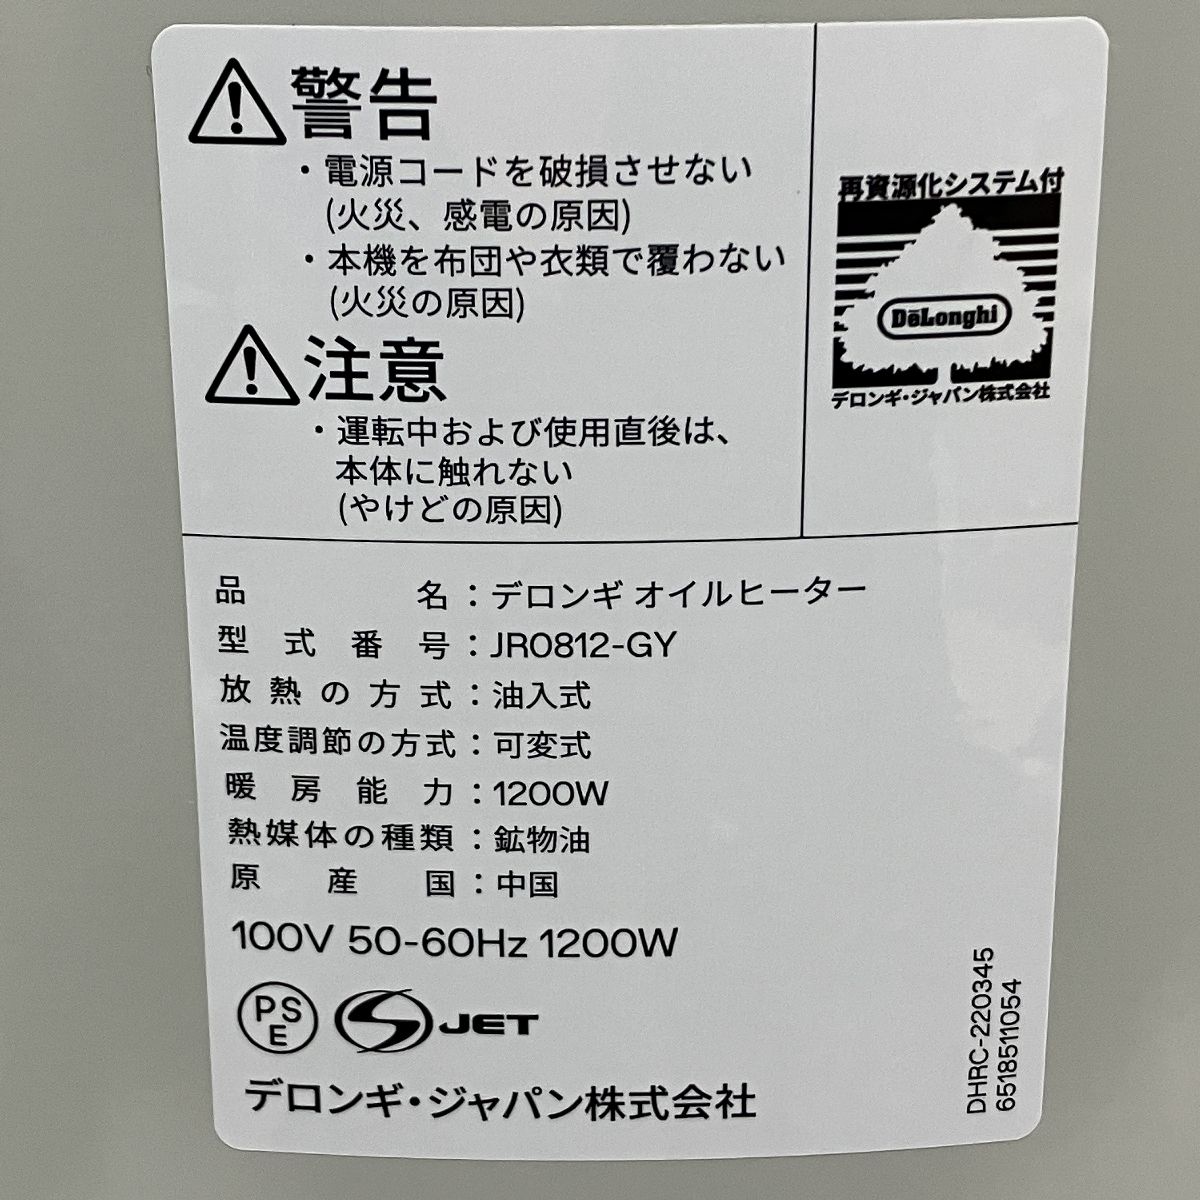 警告
・電源コードを破損させない
(火災、感電の原因)
・本機を布団や衣類で覆わない
(火災の原因)
注意
・運転中および使用直後は、
本体に触れない
(やけどの原因)
再資源化システム付
DēLonghi
デロンギ・ジャパン株式会社
品名：デロンギ オイルヒーター
型式番号：JR0812-GY
放熱の方式：油入式
温度調節の方式：可変式
暖房能力：1200W
熱媒体の種類：鉱物油
原産国：中国
100V 50-60Hz 1200W
PSE
JET
デロンギ・ジャパン株式会社
DHRC-220345
6518511054